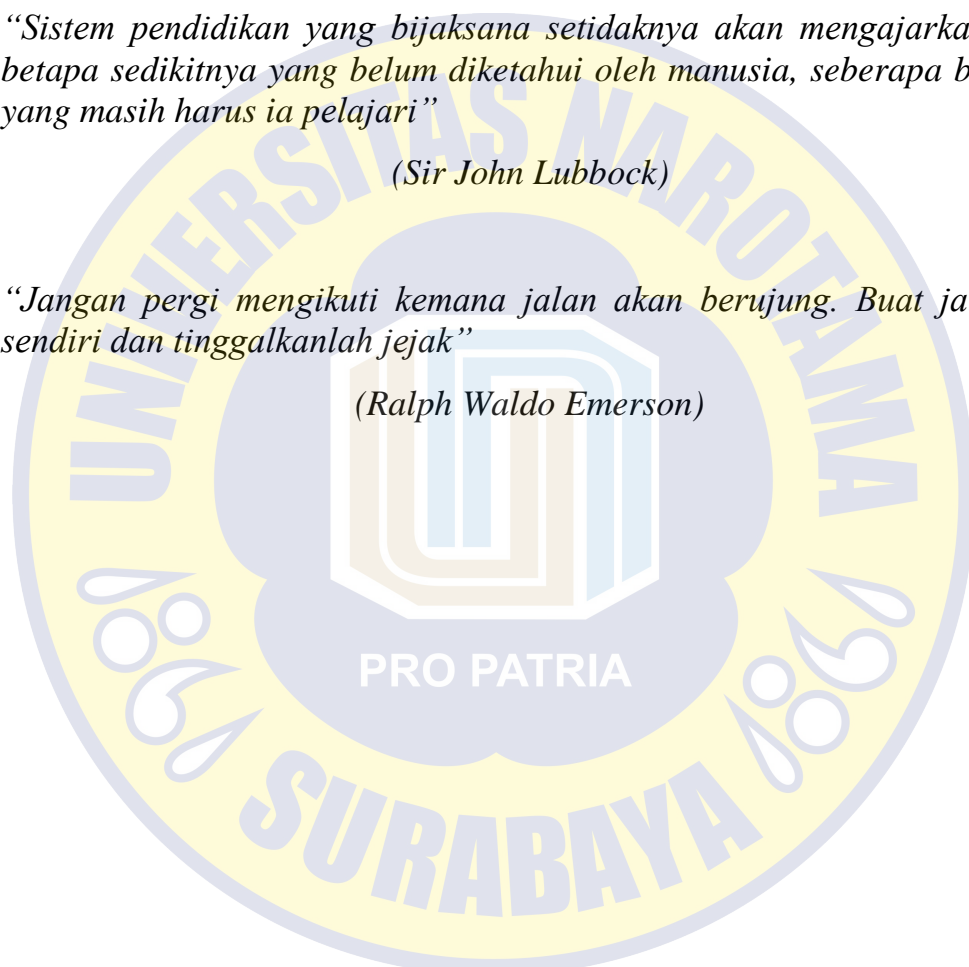 “Sistem pendidikan yang bijaksana setidaknya akan mengajarka
betapa sedikitnya yang belum diketahui oleh manusia, seberapa b
yang masih harus ia pelajari”
(Sir John Lubbock)
“Jangan pergi mengikuti kemana jalan akan berujung. Buat ja
sendiri dan tinggalkanlah jejak”
(Ralph Waldo Emerson)
UNIVERSITAS NAROTAMA
PRO PATRIA
SURABAYA